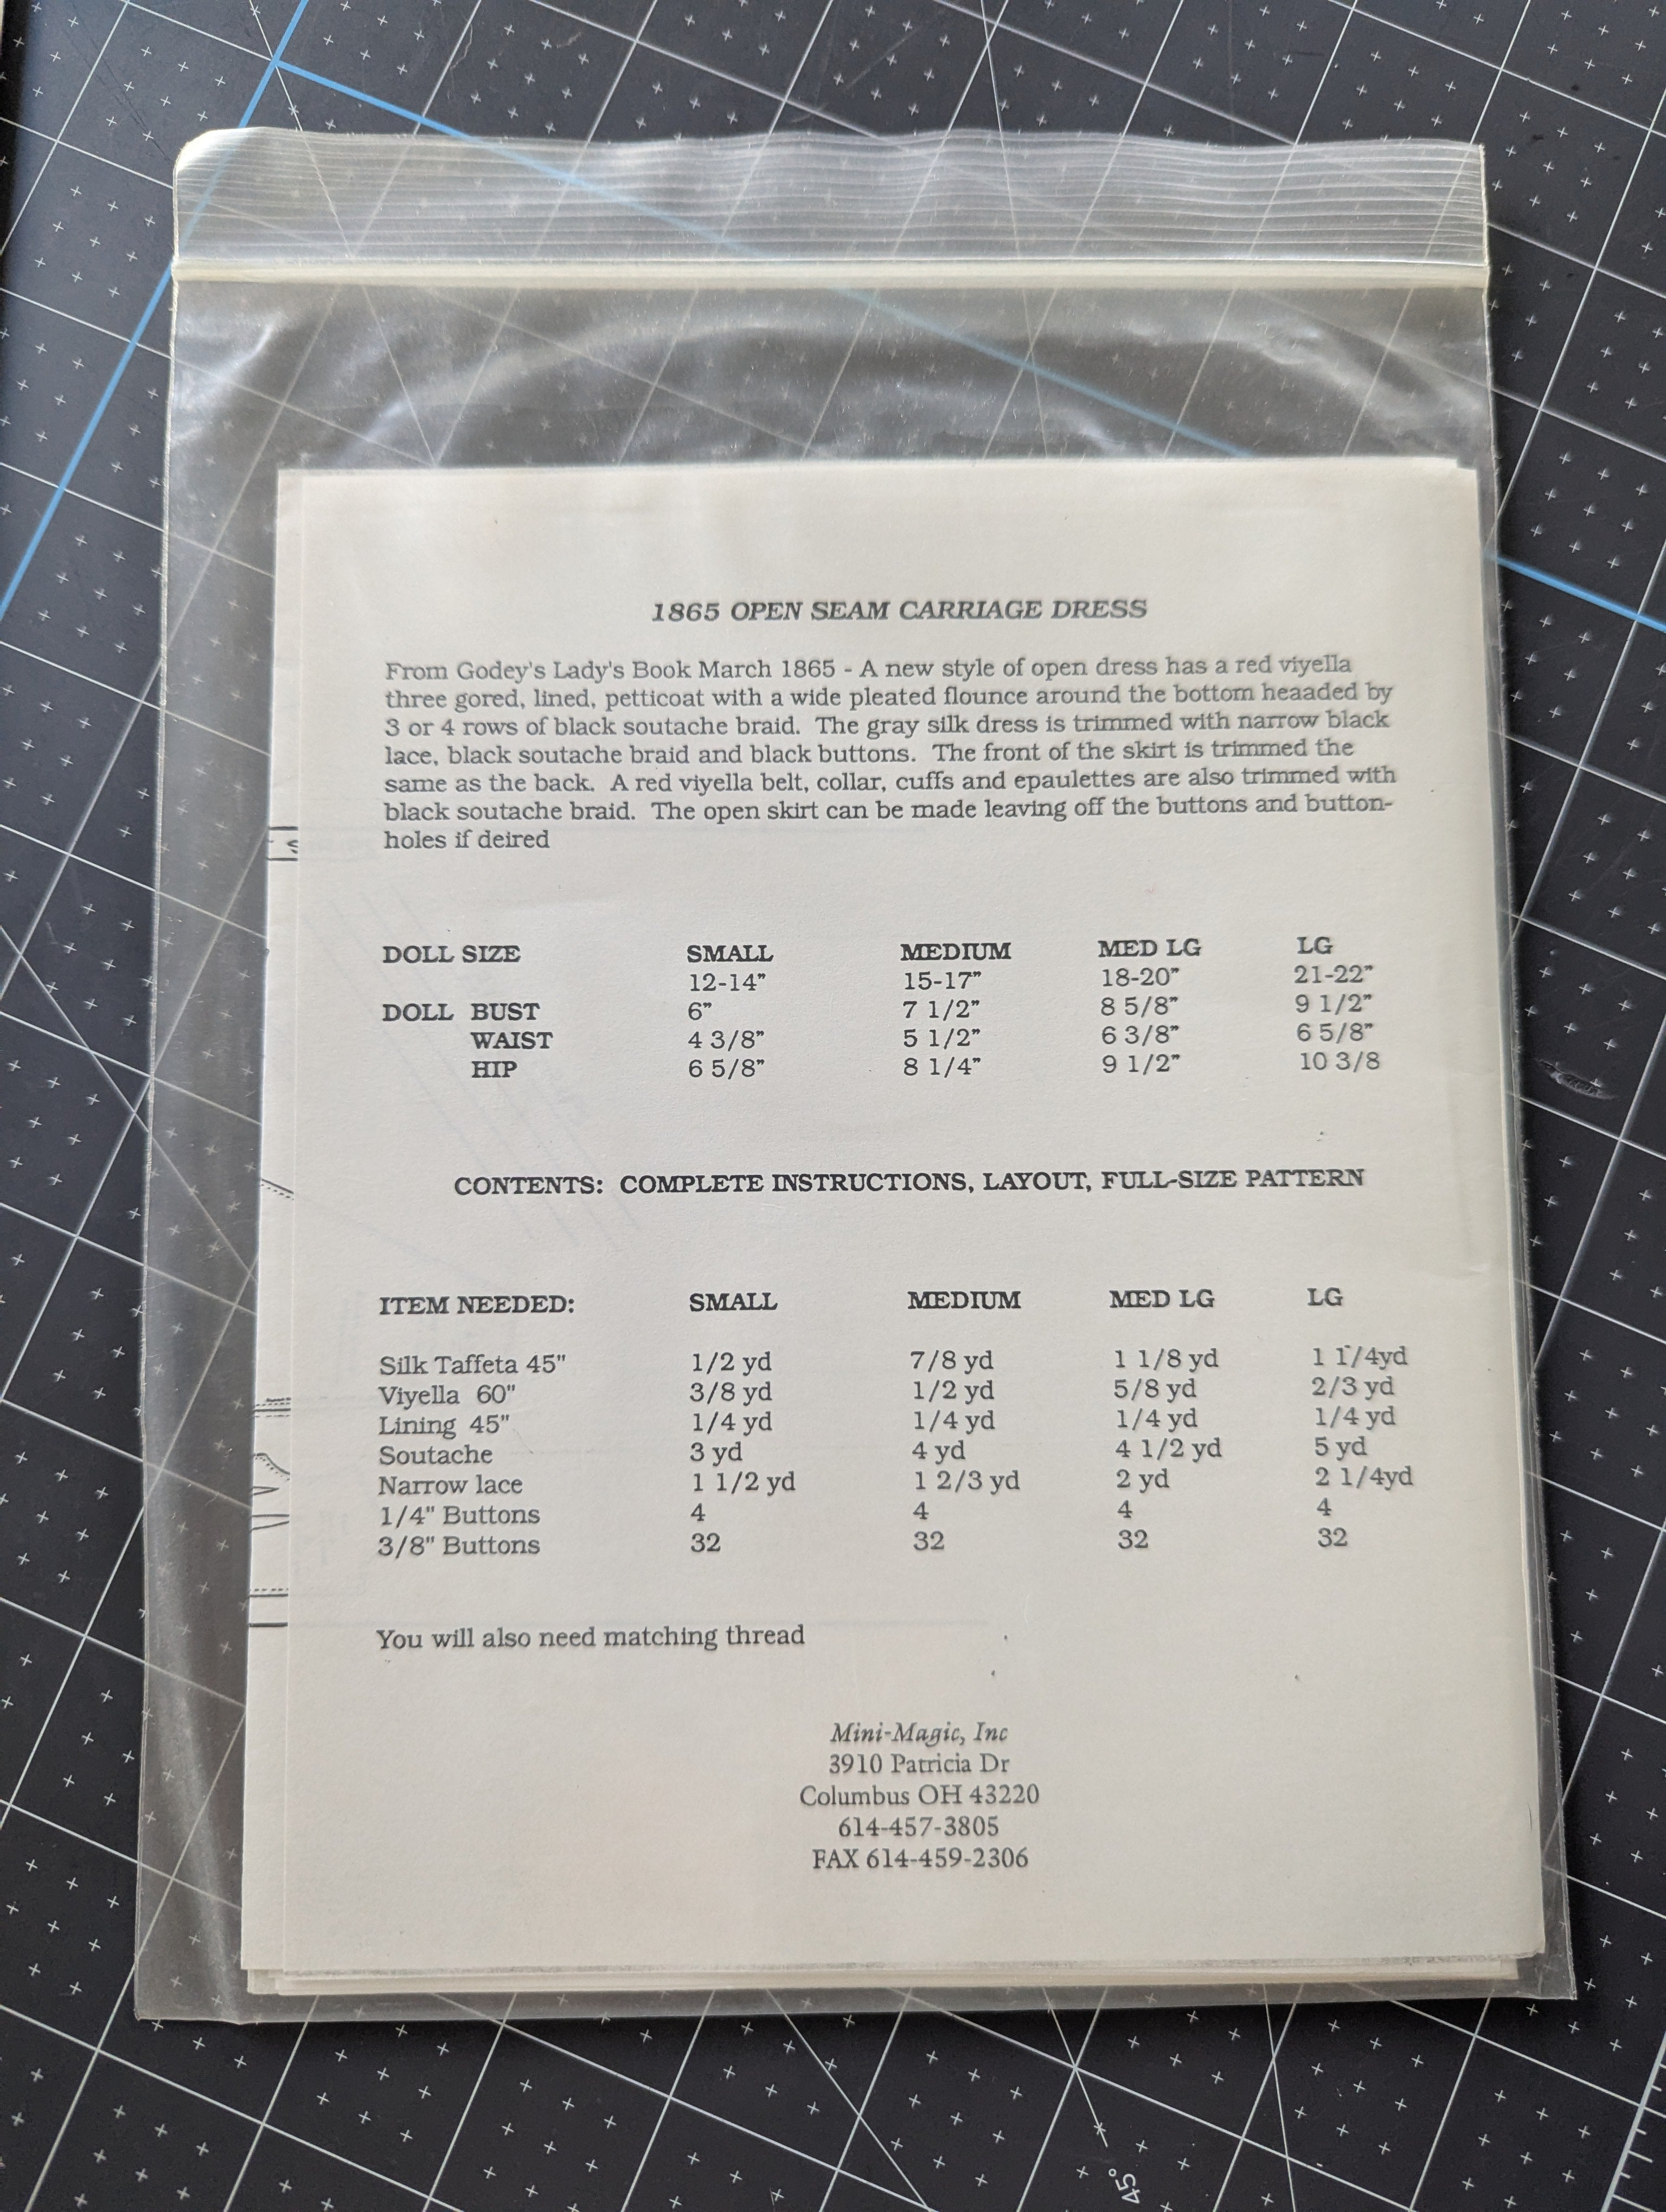 1865 OPEN SEAM CARRIAGE DRESS
From Godey's Lady's Book March 1865 - A new style of open dress has a red viyella
three gored, lined, petticoat with a wide pleated flounce around the bottom heaaded by
3 or 4 rows of black soutache braid.  The gray silk dress is trimmed with narrow black
lace, black soutache braid and black buttons.  The front of the skirt is trimmed the
same as the back.  A red viyella belt, collar, cuffs and epaulettes are also trimmed with
black soutache braid.  The open skirt can be made leaving off the buttons and button-
holes if deired
DOLL SIZE SMALL MEDIUM MED LG LG
12-14" 15-17" 18-20" 21-22"
DOLL BUST 6" 7 1/2" 8 5/8" 9 1/2"
WAIST 4 3/8" 5 1/2" 6 3/8" 6 5/8"
HIP 6 5/8" 8 1/4" 9 1/2" 10 3/8
CONTENTS: COMPLETE INSTRUCTIONS, LAYOUT, FULL-SIZE PATTERN
ITEM NEEDED: SMALL MEDIUM MED LG LG
Silk Taffeta 45" 1/2 yd 7/8 yd 1 1/8 yd 1 1/4yd
Viyella 60" 3/8 yd 1/2 yd 5/8 yd 2/3 yd
Lining 45" 1/4 yd 1/4 yd 1/4 yd 1/4 yd
Soutache 3 yd 4 yd 4 1/2 yd 5 yd
Narrow lace 1 1/2 yd 1 2/3 yd 2 yd 2 1/4yd
1/4" Buttons 4 4 4 4
3/8" Buttons 32 32 32 32
You will also need matching thread
Mini-Magic, Inc
3910 Patricia Dr
Columbus OH 43220
614-457-3805
FAX 614-459-2306
45°